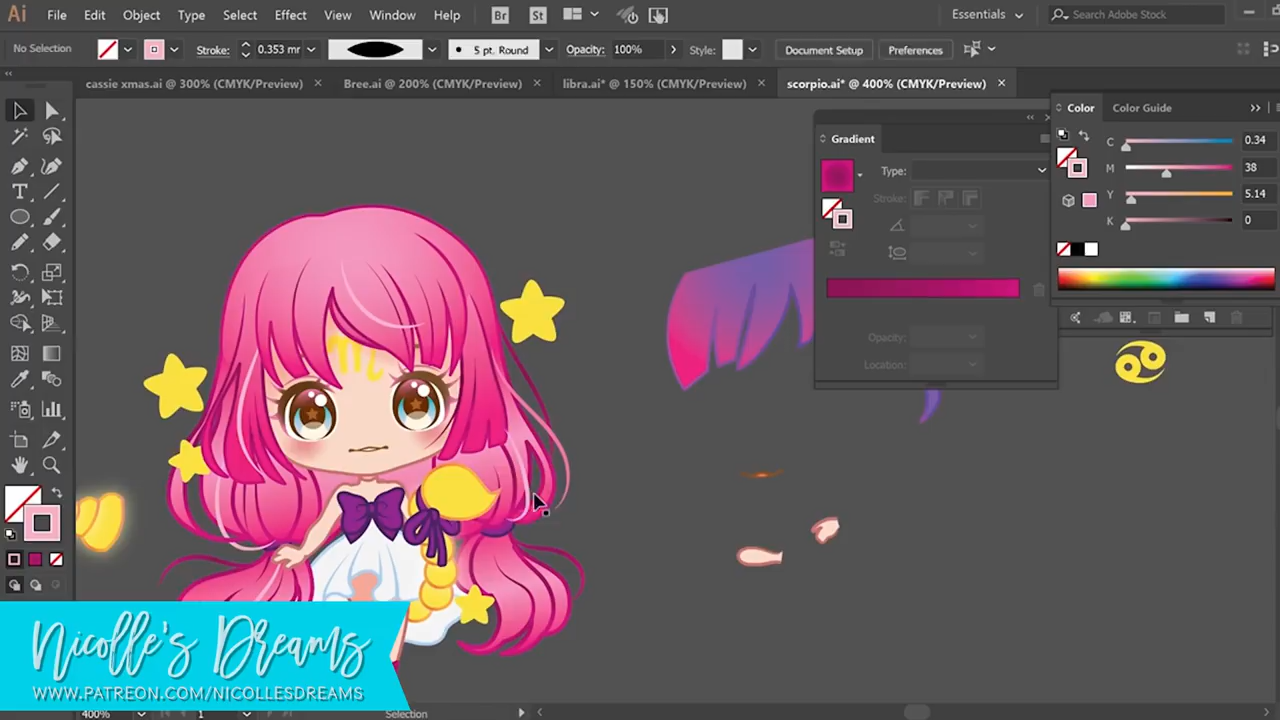 Ai File Edit Object Type Select Effect View Window Help Br St Essentials Search Adobe Stock
No Selection Stroke: 0.353 mr 5 pt. Round Opacity: 100% Style: Document Setup Preferences
cassie xmas.ai @ 300% (CMYK/Preview) × Bree.ai @ 200% (CMYK/Preview) × libra.ai* @ 150% (CMYK/Preview) × scorpio.ai* @ 400% (CMYK/Preview) ×
Color Color Guide
Gradient
C 0.34
M 38
Y 5.14
K 0
Type:
Stroke:
Opacity:
Location:
Nicolle's Dreams
WWW.PATREON.COM/NICOLLESDREAMS
400% 1 Selection